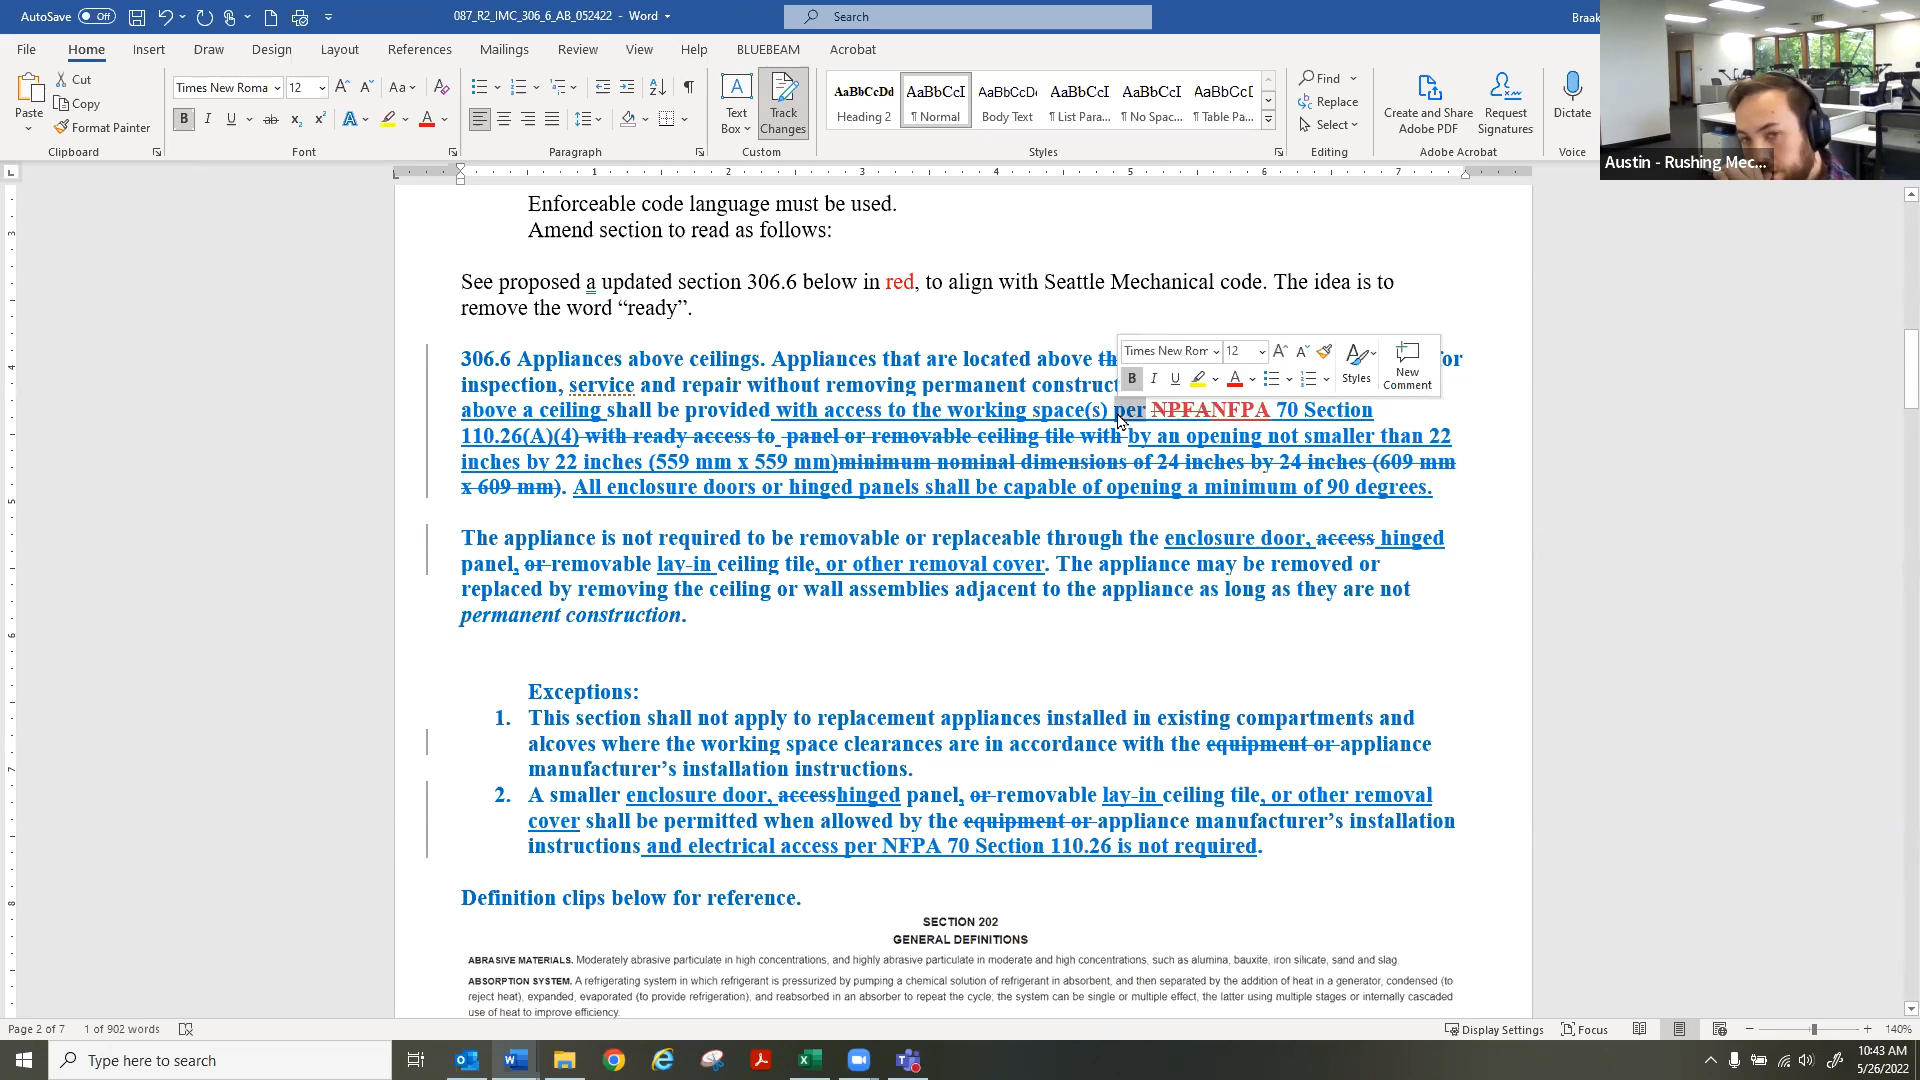 AutoSave Off
087_R2_IMC_306_6_AB_052422 - Word
Search
Braak
File Home Insert Draw Design Layout References Mailings Review View Help BLUEBEAM Acrobat
Paste
Cut
Copy
Format Painter
Clipboard
Times New Roma 12
Font
Paragraph
Text Box
Track Changes
Custom
AaBbCcDd Heading 2
AaBbCcI ¶ Normal
AaBbCcDc Body Text
AaBbCcI ¶ List Para...
AaBbCcI ¶ No Spac...
AaBbC ¶ Table Pa...
Styles
Find
Replace
Select
Editing
Create and Share Adobe PDF
Request Signatures
Adobe Acrobat
Dictate
Voice
Austin - Rushing Mec...
1 2 3 4 5 6 7
Enforceable code language must be used.
Amend section to read as follows:
See proposed a updated section 306.6 below in red, to align with Seattle Mechanical code. The idea is to
remove the word “ready”.
306.6 Appliances above ceilings. Appliances that are located above th
or
inspection, service and repair without removing permanent construct
above a ceiling shall be provided with access to the working space(s) per NPFANFPA 70 Section
110.26(A)(4) with ready access to panel or removable ceiling tile with by an opening not smaller than 22
inches by 22 inches (559 mm x 559 mm)minimum nominal dimensions of 24 inches by 24 inches (609 mm
x 609 mm). All enclosure doors or hinged panels shall be capable of opening a minimum of 90 degrees.
Times New Rorr 12
Styles
New Comment
The appliance is not required to be removable or replaceable through the enclosure door, access hinged
panel, or removable lay-in ceiling tile, or other removal cover. The appliance may be removed or
replaced by removing the ceiling or wall assemblies adjacent to the appliance as long as they are not
permanent construction.
Exceptions:
1. This section shall not apply to replacement appliances installed in existing compartments and
alcoves where the working space clearances are in accordance with the equipment or appliance
manufacturer’s installation instructions.
2. A smaller enclosure door, accesshinged panel, or removable lay-in ceiling tile, or other removal
cover shall be permitted when allowed by the equipment or appliance manufacturer’s installation
instructions and electrical access per NFPA 70 Section 110.26 is not required.
Definition clips below for reference.
SECTION 202
GENERAL DEFINITIONS
ABRASIVE MATERIALS. Moderately abrasive particulate in high concentrations, and highly abrasive particulate in moderate and high concentrations, such as alumina, bauxite, iron silicate, sand and slag.
ABSORPTION SYSTEM. A refrigerating system in which refrigerant is pressurized by pumping a chemical solution of refrigerant in absorbent, and then separated by the addition of heat in a generator, condensed (to
reject heat), expanded, evaporated (to provide refrigeration), and reabsorbed in an absorber to repeat the cycle; the system can be single or multiple effect, the latter using multiple stages or internally cascaded
use of heat to improve efficiency.
Page 2 of 7 1 of 902 words Display Settings Focus 140%
Type here to search
10:43 AM
5/26/2022